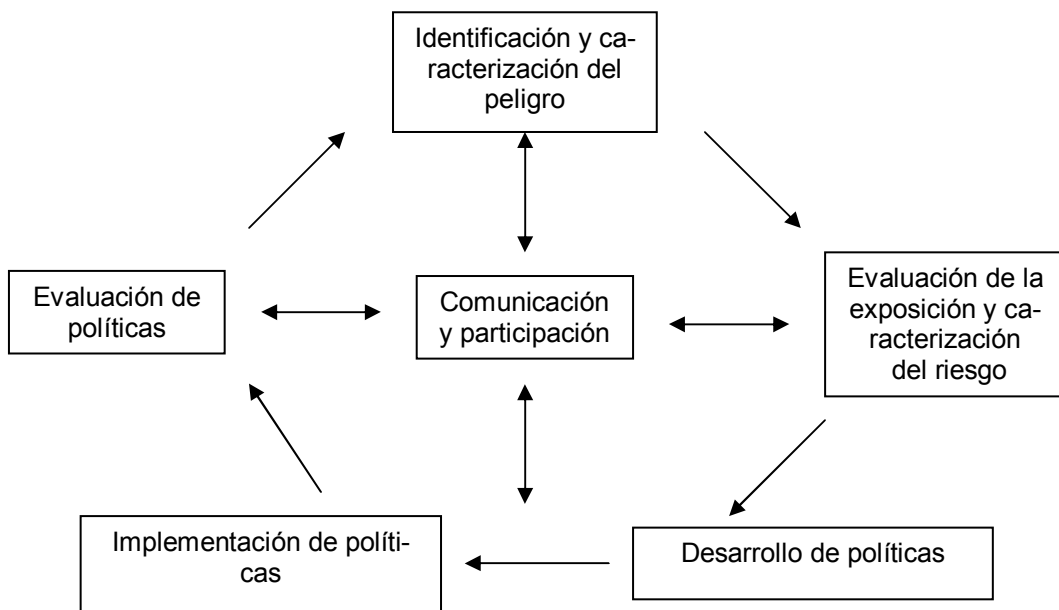 Identificación y ca-
racterización del
peligro
Evaluación de
políticas
Comunicación
y participación
Evaluación de la
exposición y ca-
racterización
del riesgo
Implementación de políti-
cas
Desarrollo de políticas